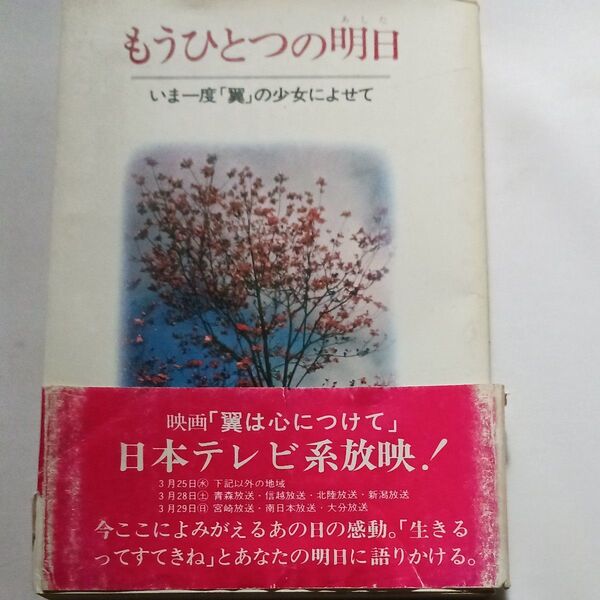 あした
もうひとつの明日
いま一度「翼」の少女によせて
映画「翼は心につけて」
日本テレビ系放映！
3月25日㊌ 下記以外の地域
3月28日㊏ 青森放送・信越放送・北陸放送・新潟放送
3月29日㊐ 宮崎放送・南日本放送・大分放送
今ここによみがえるあの日の感動。「生きる
ってすてきね」とあなたの明日に語りかける。